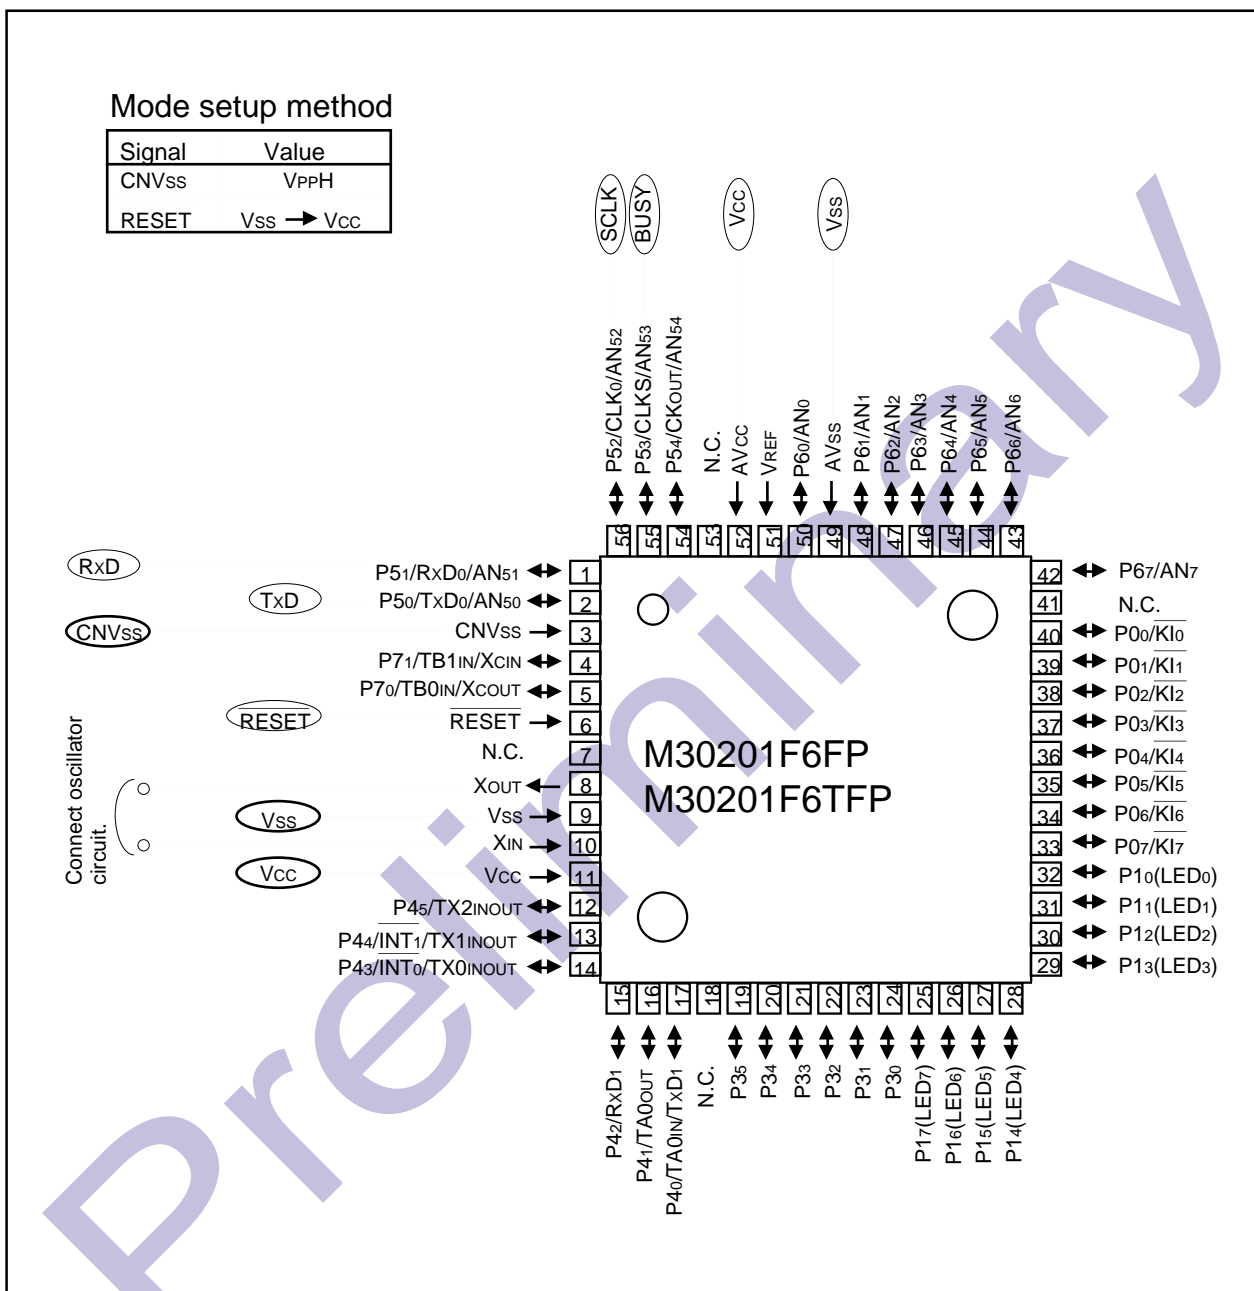 Mode setup method
Signal Value
CNVss VPPH
RESET Vss → Vcc
SCLK
BUSY
Vcc
Vss
P52/CLK0/AN52
P53/CLKS/AN53
P54/CKOUT/AN54
N.C.
AVcc
VREF
P60/AN0
AVss
P61/AN1
P62/AN2
P63/AN3
P64/AN4
P65/AN5
P66/AN6
56 55 54 53 52 51 50 49 48 47 46 45 44 43
RxD P51/RxD0/AN51 1
TxD P50/TxD0/AN50 2
CNVss CNVss 3
P71/TB1IN/XCIN 4
P70/TB0IN/XCOUT 5
RESET RESET 6
N.C. 7
XOUT 8
Vss Vss 9
XIN 10
Vcc Vcc 11
P45/TX2INOUT 12
P44/INT1/TX1INOUT 13
P43/INT0/TX0INOUT 14
Connect oscillator
circuit.
M30201F6FP
M30201F6TFP
42 P67/AN7
41 N.C.
40 P00/KI0
39 P01/KI1
38 P02/KI2
37 P03/KI3
36 P04/KI4
35 P05/KI5
34 P06/KI6
33 P07/KI7
32 P10(LED0)
31 P11(LED1)
30 P12(LED2)
29 P13(LED3)
15 16 17 18 19 20 21 22 23 24 25 26 27 28
P42/RxD1
P41/TA0OUT
P40/TA0IN/TxD1
N.C.
P35
P34
P33
P32
P31
P30
P17(LED7)
P16(LED6)
P15(LED5)
P14(LED4)
Preliminary